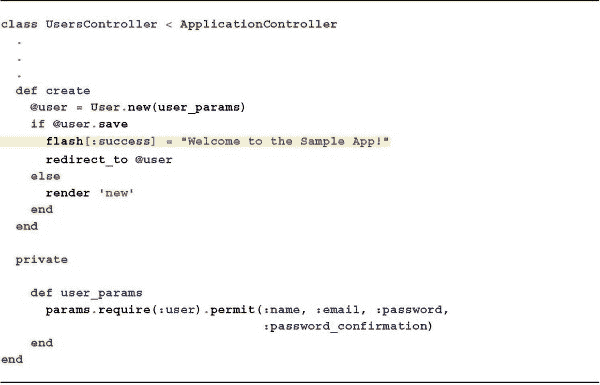 class UsersController < ApplicationController
  .
  .
  .
  def create
    @user = User.new(user_params)
    if @user.save
      flash[:success] = "Welcome to the Sample App!"
      redirect_to @user
    else
      render 'new'
    end
  end

  private

    def user_params
      params.require(:user).permit(:name, :email, :password,
                                   :password_confirmation)
    end
end